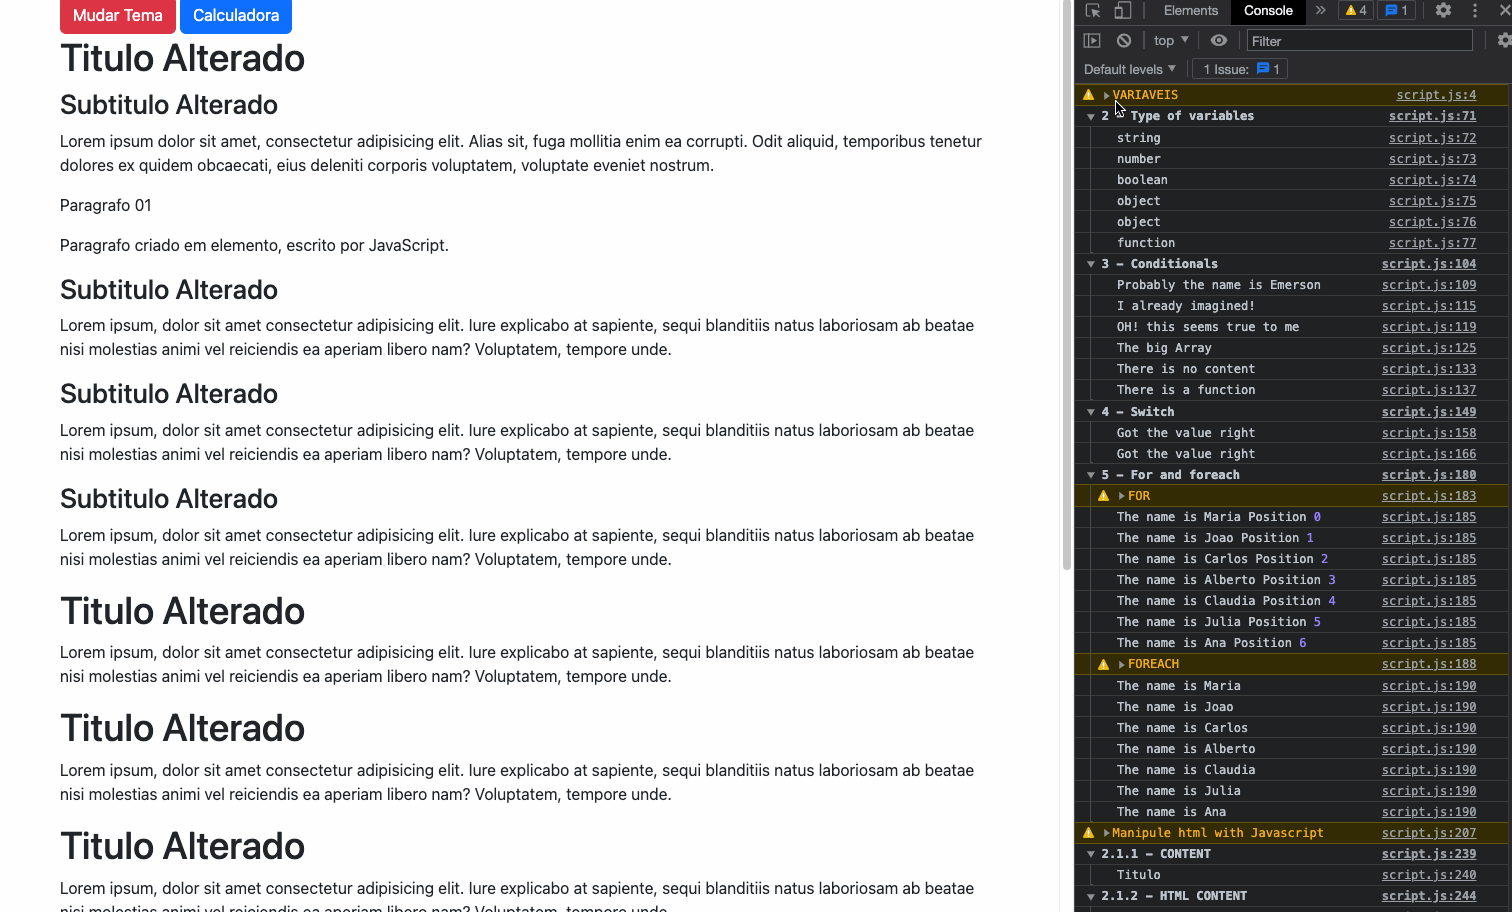 Mudar Tema Calculadora
Titulo Alterado
Subtitulo Alterado
Lorem ipsum dolor sit amet, consectetur adipisicing elit. Alias sit, fuga mollitia enim ea corrupti. Odit aliquid, temporibus tenetur
dolores ex quidem obcaecati, eius deleniti corporis voluptatem, voluptate eveniet nostrum.
Paragrafo 01
Paragrafo criado em elemento, escrito por JavaScript.
Subtitulo Alterado
Lorem ipsum, dolor sit amet consectetur adipisicing elit. Iure explicabo at sapiente, sequi blanditiis natus laboriosam ab beatae
nisi molestias animi vel reiciendis ea aperiam libero nam? Voluptatem, tempore unde.
Subtitulo Alterado
Lorem ipsum, dolor sit amet consectetur adipisicing elit. Iure explicabo at sapiente, sequi blanditiis natus laboriosam ab beatae
nisi molestias animi vel reiciendis ea aperiam libero nam? Voluptatem, tempore unde.
Subtitulo Alterado
Lorem ipsum, dolor sit amet consectetur adipisicing elit. Iure explicabo at sapiente, sequi blanditiis natus laboriosam ab beatae
nisi molestias animi vel reiciendis ea aperiam libero nam? Voluptatem, tempore unde.
Titulo Alterado
Lorem ipsum, dolor sit amet consectetur adipisicing elit. Iure explicabo at sapiente, sequi blanditiis natus laboriosam ab beatae
nisi molestias animi vel reiciendis ea aperiam libero nam? Voluptatem, tempore unde.
Titulo Alterado
Lorem ipsum, dolor sit amet consectetur adipisicing elit. Iure explicabo at sapiente, sequi blanditiis natus laboriosam ab beatae
nisi molestias animi vel reiciendis ea aperiam libero nam? Voluptatem, tempore unde.
Titulo Alterado
Lorem ipsum, dolor sit amet consectetur adipisicing elit. Iure explicabo at sapiente, sequi blanditiis natus laboriosam ab beatae
nisi molestias animi vel reiciendis ea aperiam libero nam? Voluptatem, tempore unde.
Elements Console » 4 1
top Filter
Default levels 1 Issue: 1
VARIAVEIS script.js:4
2 - Type of variables script.js:71
string script.js:72
number script.js:73
boolean script.js:74
object script.js:75
object script.js:76
function script.js:77
3 - Conditionals script.js:104
Probably the name is Emerson script.js:109
I already imagined! script.js:115
OH! this seems true to me script.js:119
The big Array script.js:125
There is no content script.js:133
There is a function script.js:137
4 - Switch script.js:149
Got the value right script.js:158
Got the value right script.js:166
5 - For and foreach script.js:180
FOR script.js:183
The name is Maria Position 0 script.js:185
The name is Joao Position 1 script.js:185
The name is Carlos Position 2 script.js:185
The name is Alberto Position 3 script.js:185
The name is Claudia Position 4 script.js:185
The name is Julia Position 5 script.js:185
The name is Ana Position 6 script.js:185
FOREACH script.js:188
The name is Maria script.js:190
The name is Joao script.js:190
The name is Carlos script.js:190
The name is Alberto script.js:190
The name is Claudia script.js:190
The name is Julia script.js:190
The name is Ana script.js:190
Manipule html with Javascript script.js:207
2.1.1 - CONTENT script.js:239
Titulo script.js:240
2.1.2 - HTML CONTENT script.js:244